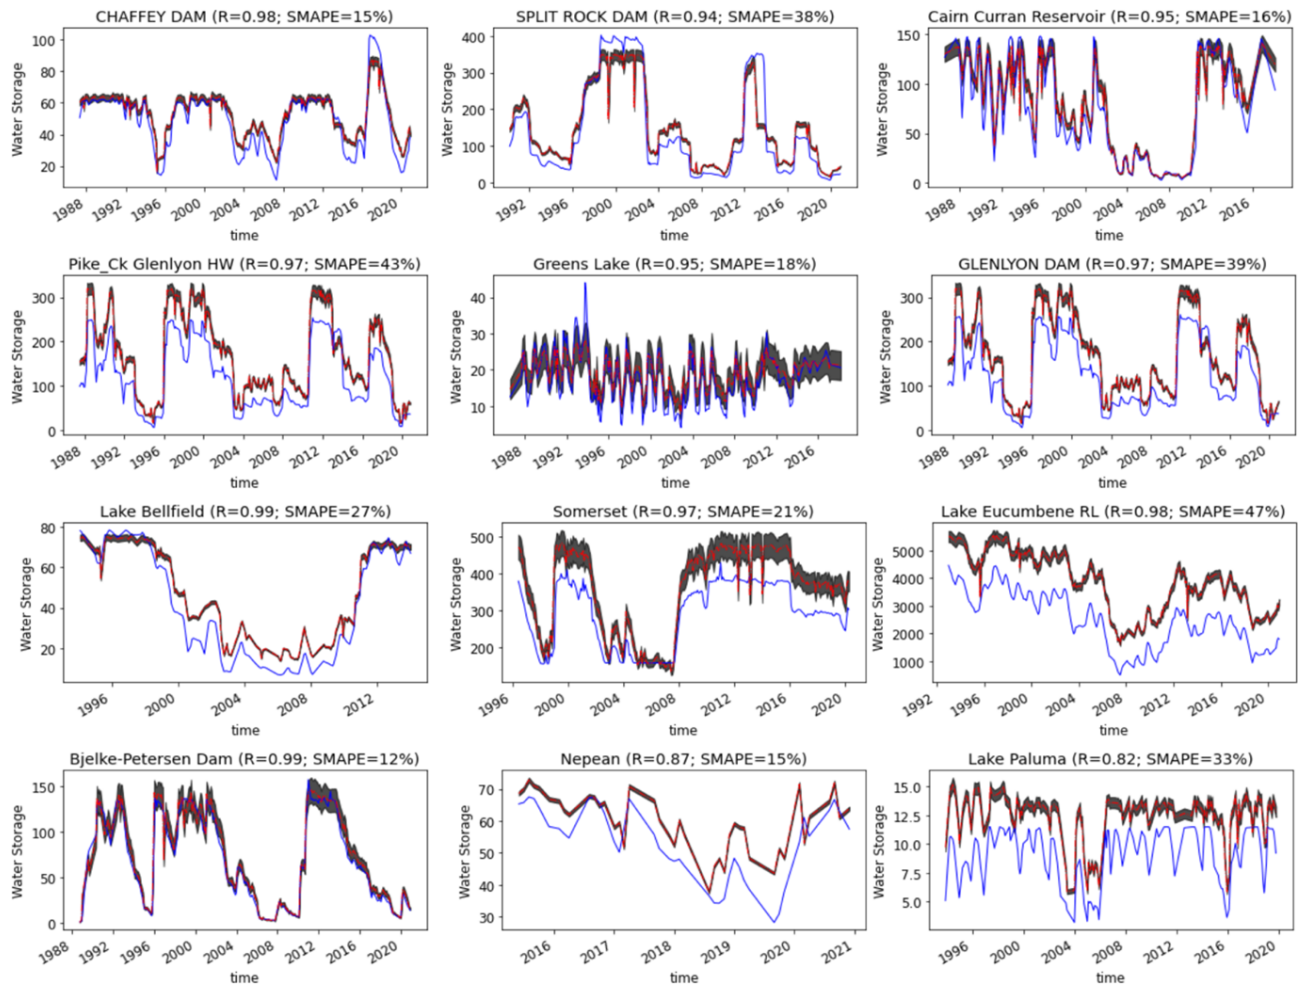 CHAFFEY DAM (R=0.98; SMAPE=15%)
Water Storage
100
80
60
40
20
1988 1992 1996 2000 2004 2008 2012 2016 2020
time
SPLIT ROCK DAM (R=0.94; SMAPE=38%)
Water Storage
400
300
200
100
0
1992 1996 2000 2004 2008 2012 2016 2020
time
Cairn Curran Reservoir (R=0.95; SMAPE=16%)
Water Storage
150
100
50
0
1988 1992 1996 2000 2004 2008 2012 2016
time
Pike_Ck Glenlyon HW (R=0.97; SMAPE=43%)
Water Storage
300
200
100
0
1988 1992 1996 2000 2004 2008 2012 2016 2020
time
Greens Lake (R=0.95; SMAPE=18%)
Water Storage
40
30
20
10
1988 1992 1996 2000 2004 2008 2012 2016
time
GLENLYON DAM (R=0.97; SMAPE=39%)
Water Storage
300
200
100
0
1988 1992 1996 2000 2004 2008 2012 2016 2020
time
Lake Bellfield (R=0.99; SMAPE=27%)
Water Storage
80
60
40
20
1996 2000 2004 2008 2012
time
Somerset (R=0.97; SMAPE=21%)
Water Storage
500
400
300
200
1996 2000 2004 2008 2012 2016 2020
time
Lake Eucumbene RL (R=0.98; SMAPE=47%)
Water Storage
5000
4000
3000
2000
1000
1992 1996 2000 2004 2008 2012 2016 2020
time
Bjelke-Petersen Dam (R=0.99; SMAPE=12%)
Water Storage
150
100
50
0
1988 1992 1996 2000 2004 2008 2012 2016 2020
time
Nepean (R=0.87; SMAPE=15%)
Water Storage
70
60
50
40
30
2016 2017 2018 2019 2020 2021
time
Lake Paluma (R=0.82; SMAPE=33%)
Water Storage
15.0
12.5
10.0
7.5
5.0
1996 2000 2004 2008 2012 2016 2020
time